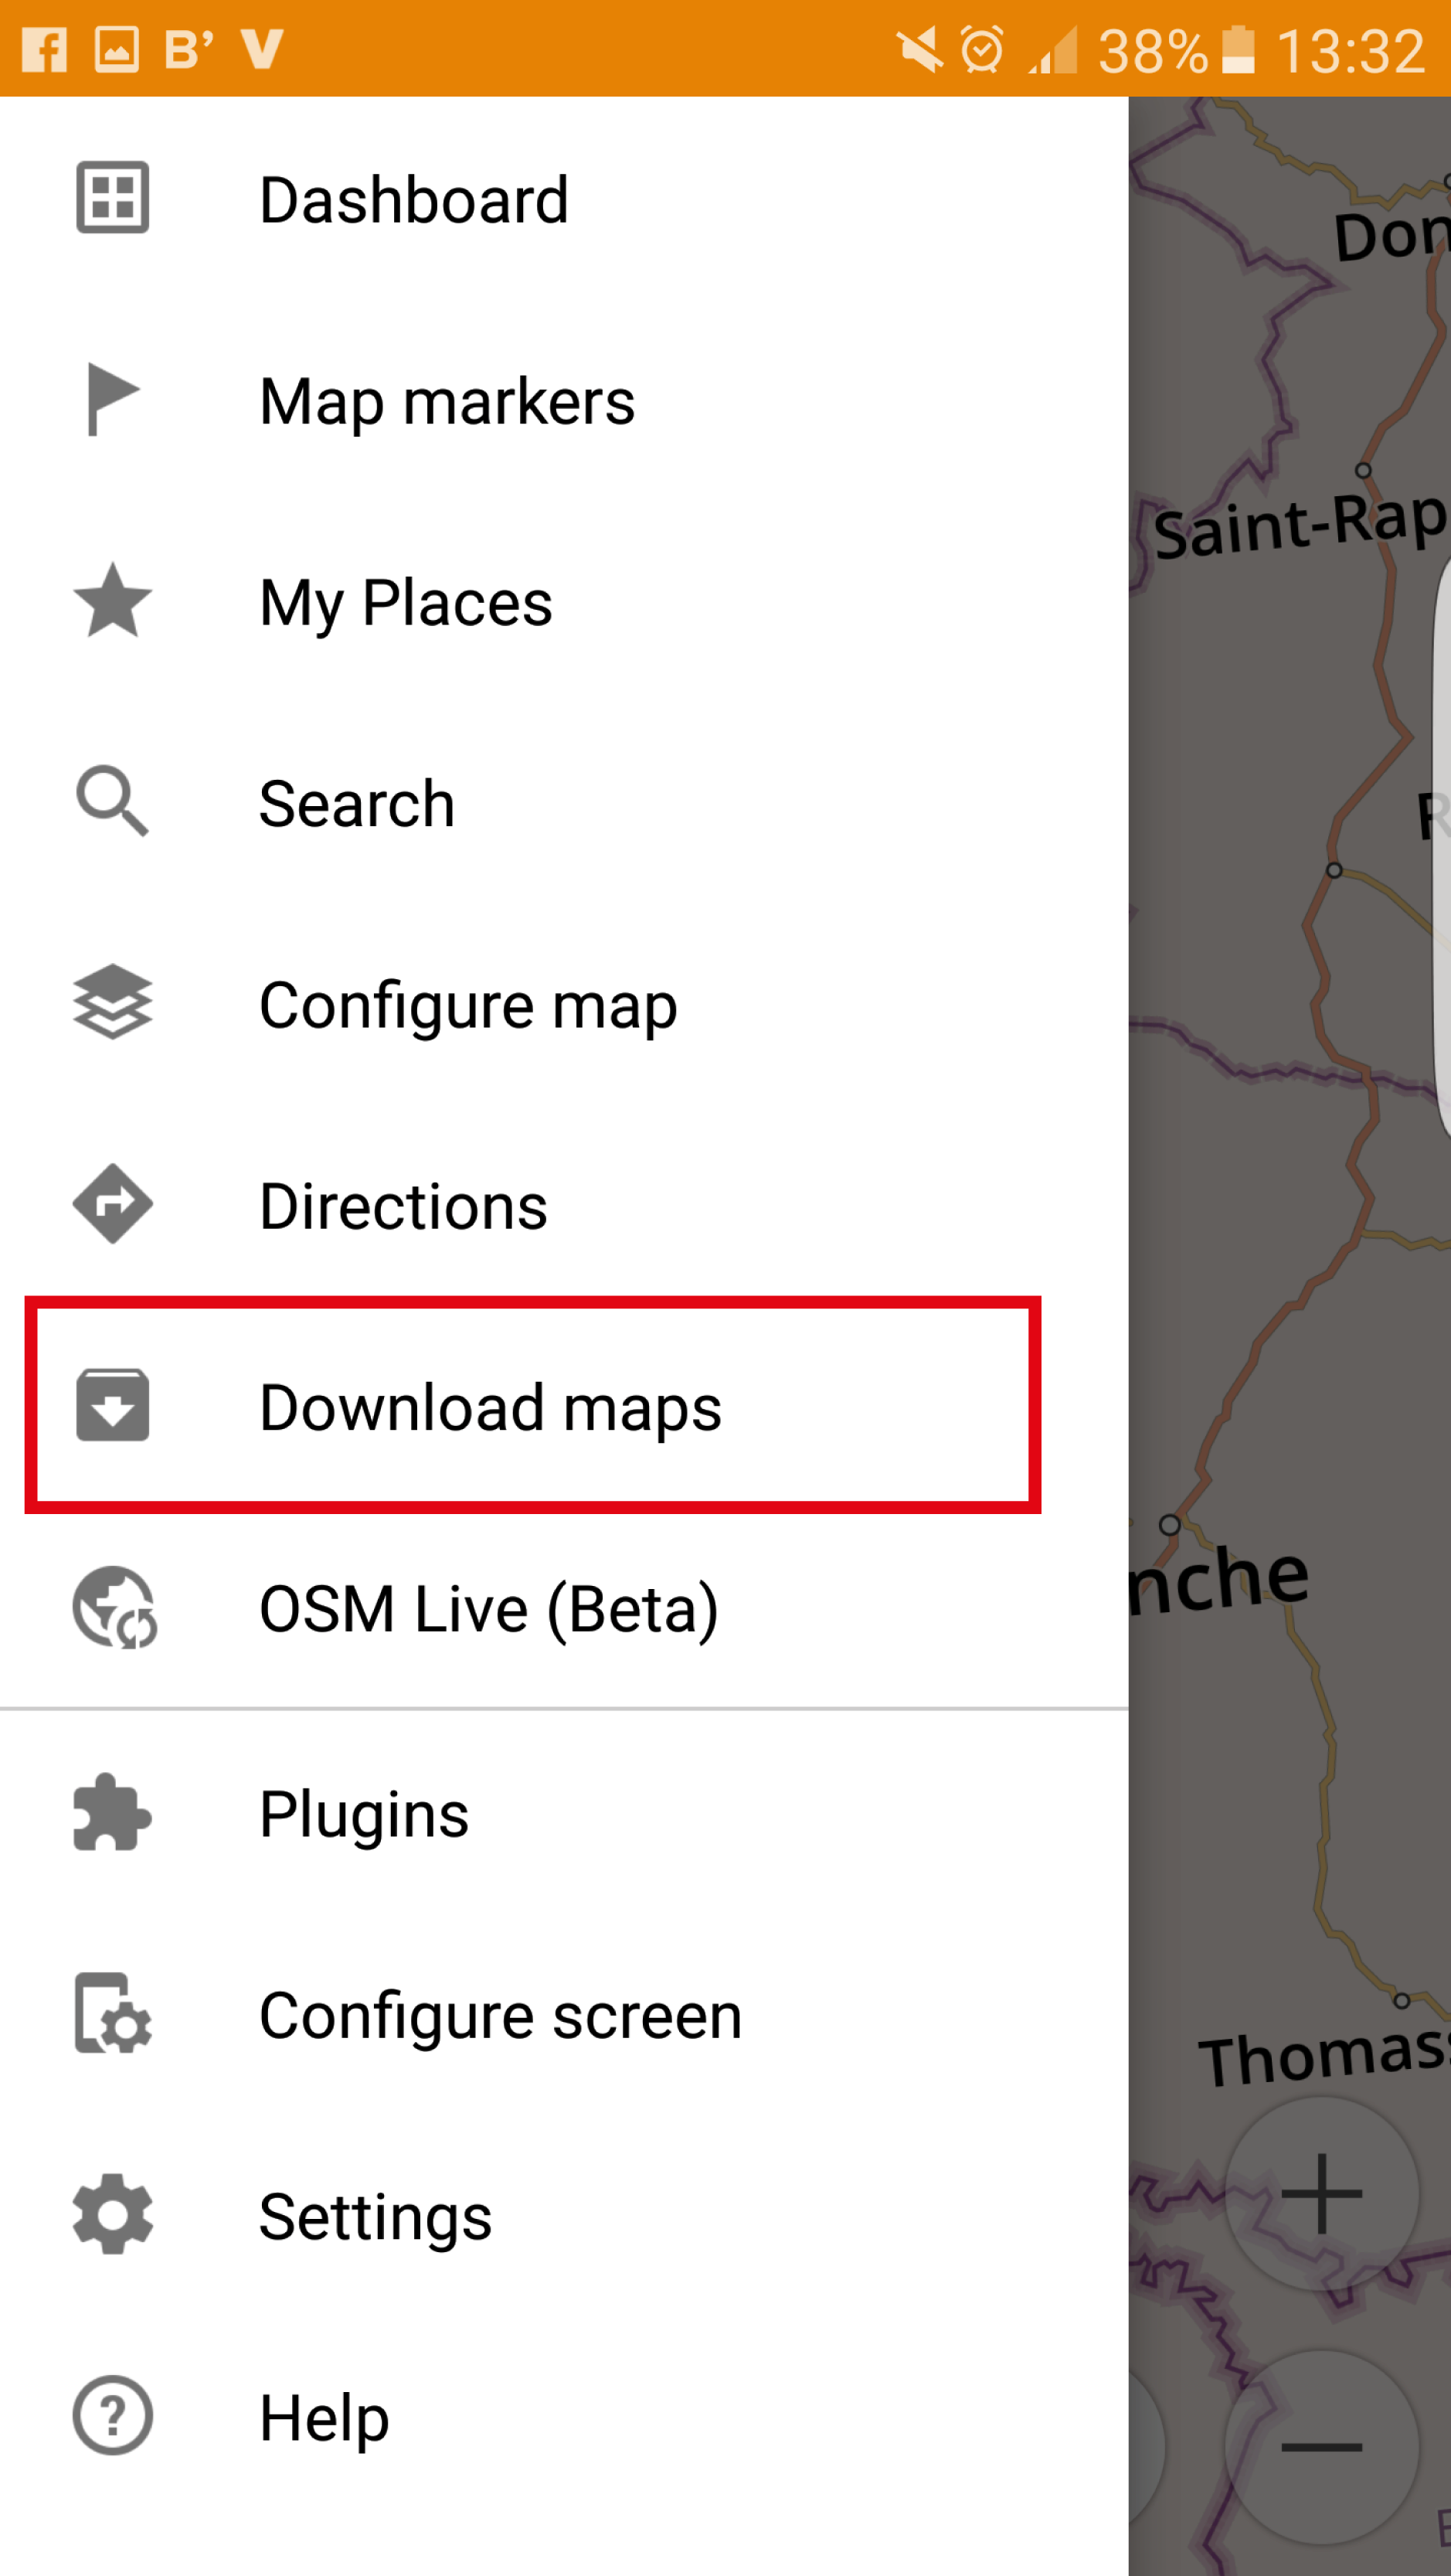 B’ V 38% 13:32
Dashboard
Map markers
My Places
Search
Configure map
Directions
Download maps
OSM Live (Beta)
Plugins
Configure screen
Settings
Help
Don
Saint-Rap
R
nche
Thomass